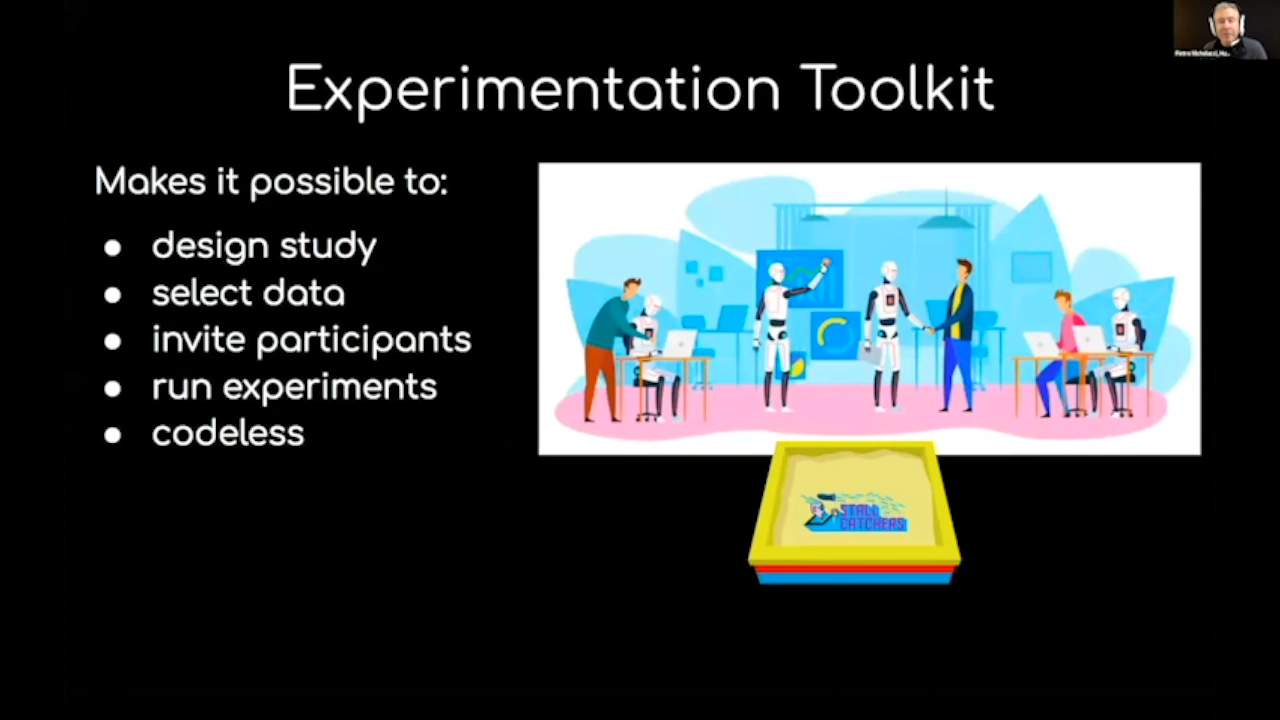 Experimentation Toolkit
Makes it possible to:
● design study
● select data
● invite participants
● run experiments
● codeless
STALL
CATCHERS